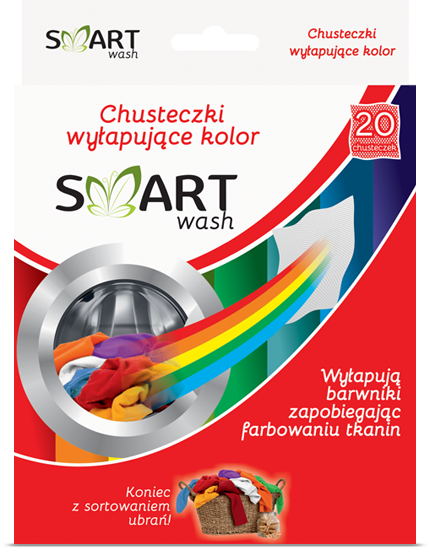 SMART
wash
Chusteczki
wyłapujące kolor
Chusteczki
wyłapujące kolor
20
chusteczek
SMART
wash
Wyłapują
barwniki
zapobiegając
farbowaniu tkanin
Koniec
z sortowaniem
ubrań!